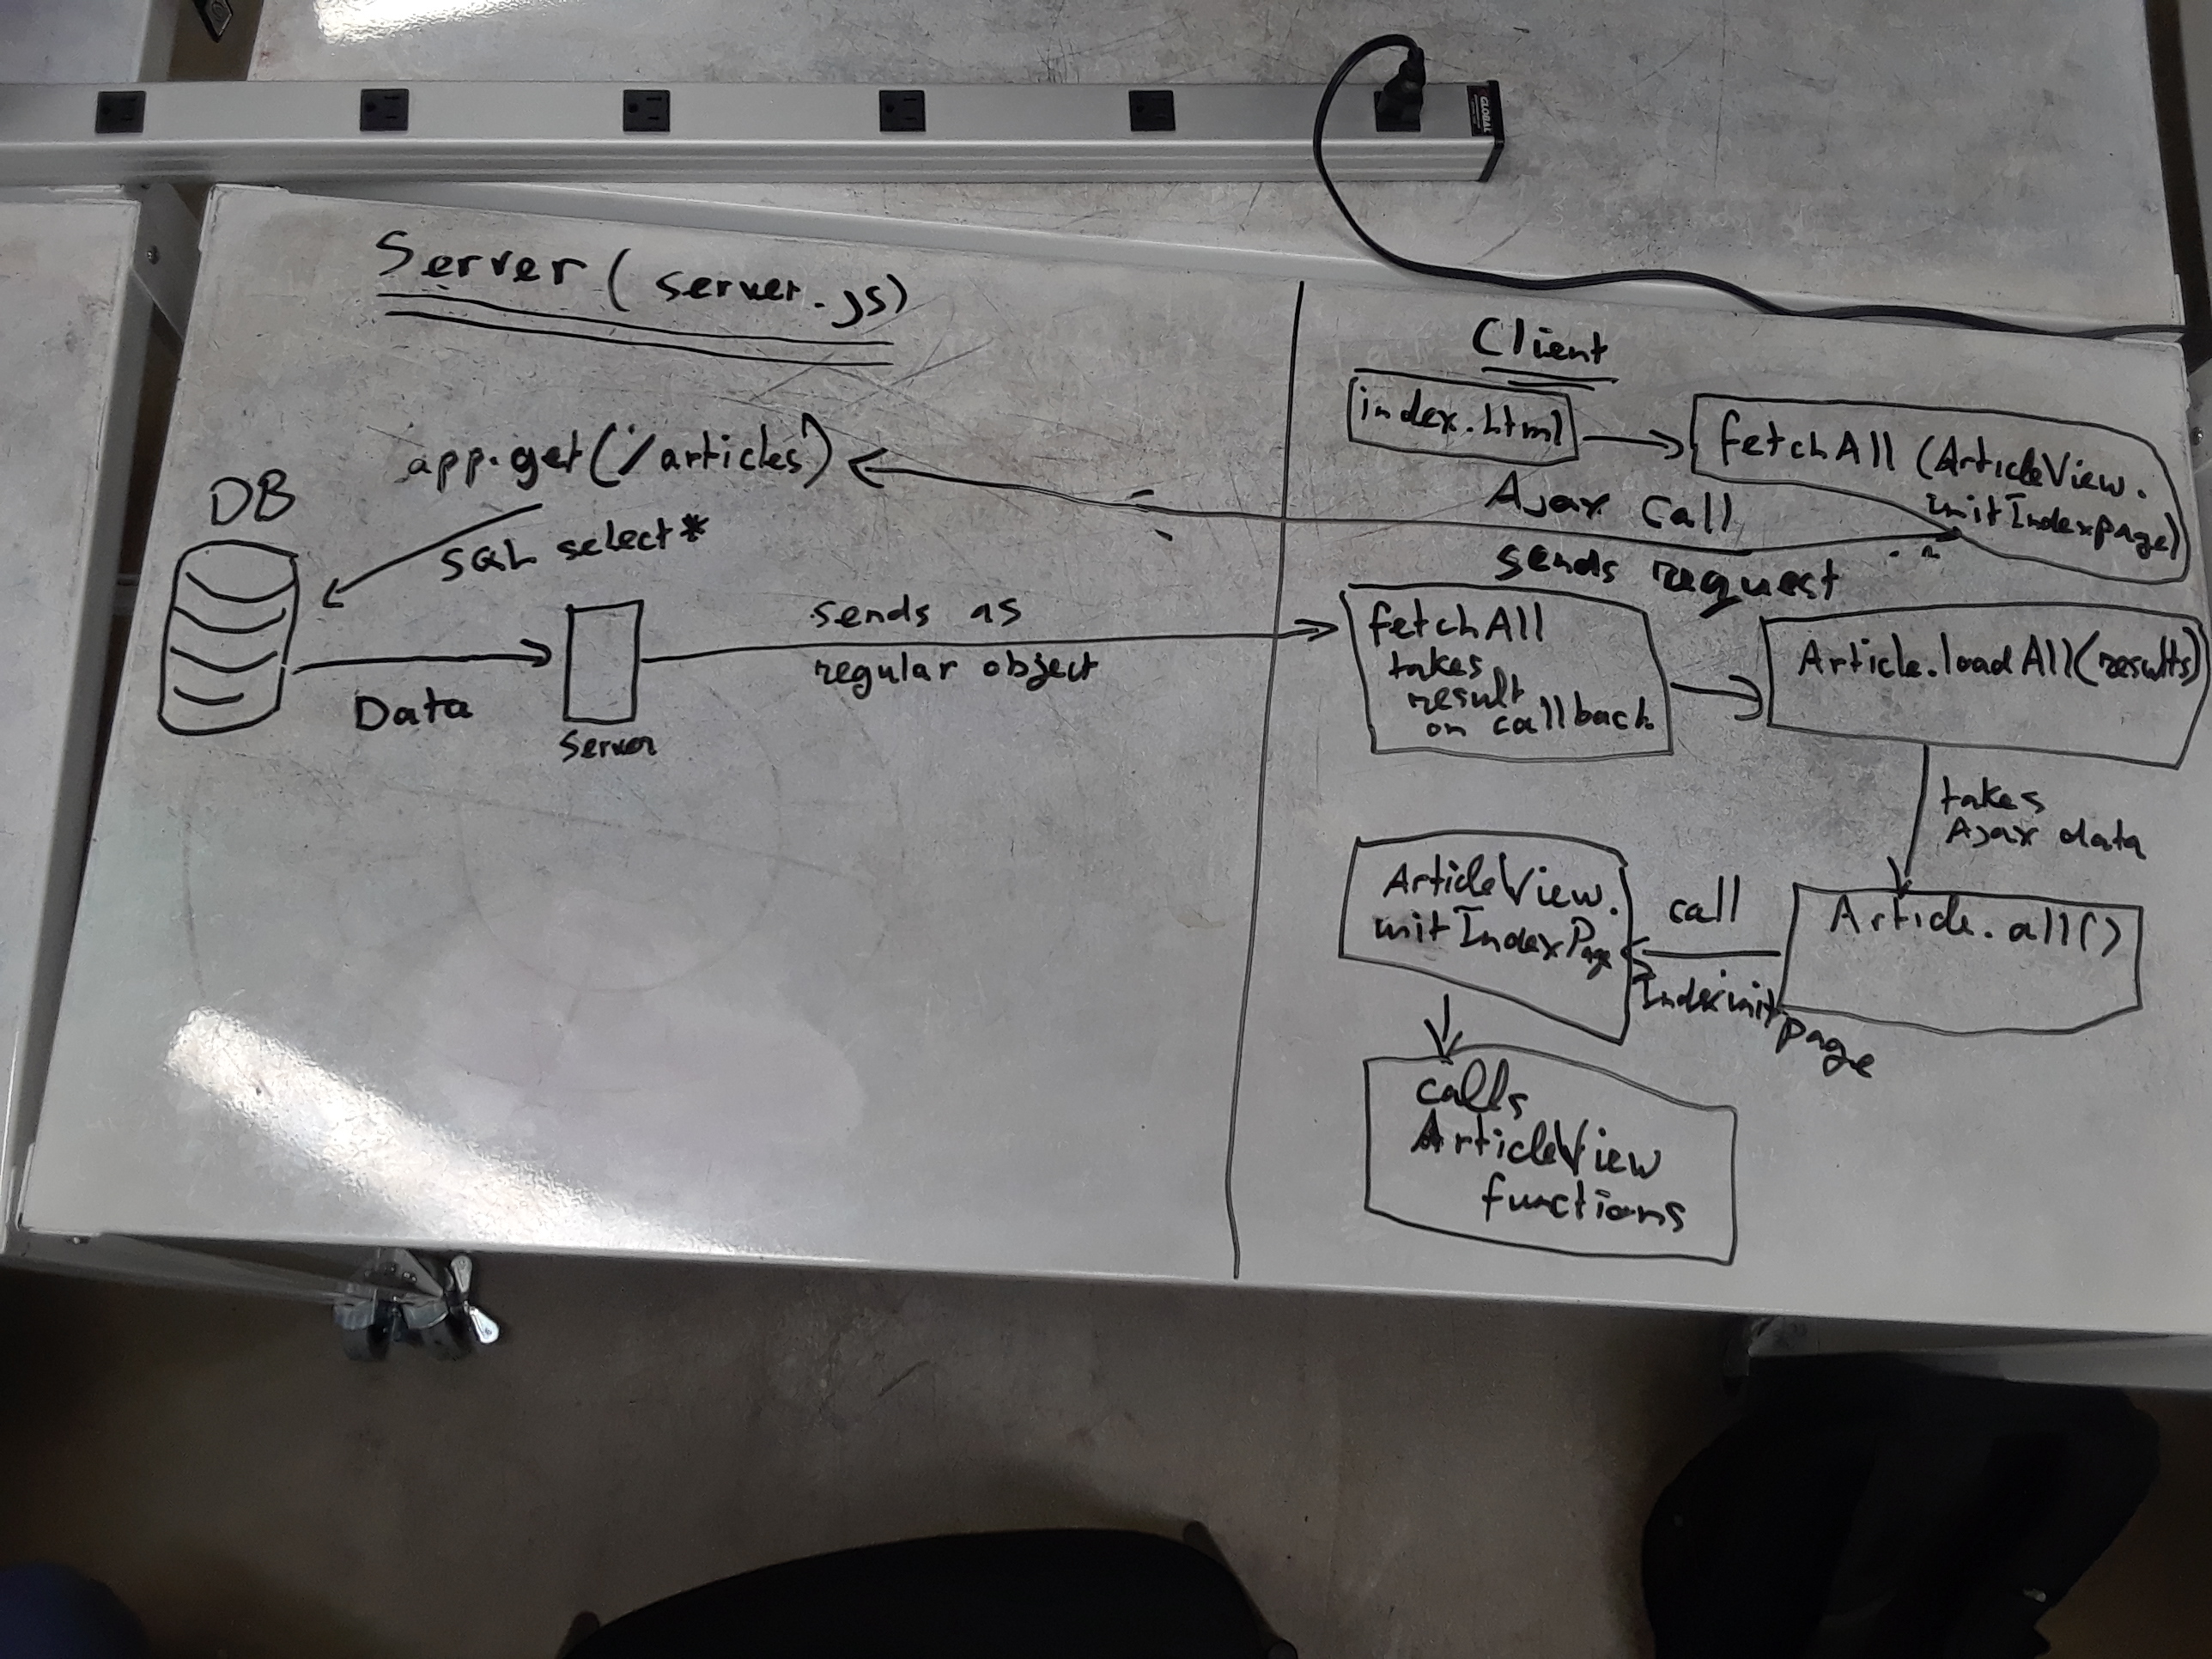 GLOBAL
Server (server.js)
app.get('/articles')
DB
SQL select*
Data
Server
sends as
regular object
Client
index.html
fetchAll (ArticleView.
initIndexpage)
Ajax Call
sends request
fetchAll
takes
result
on callback
Article.loadAll(results)
takes
Ajax data
Article.all()
call
Indexinit
page
ArticleView.
initIndexPage
calls
ArticleView
functions